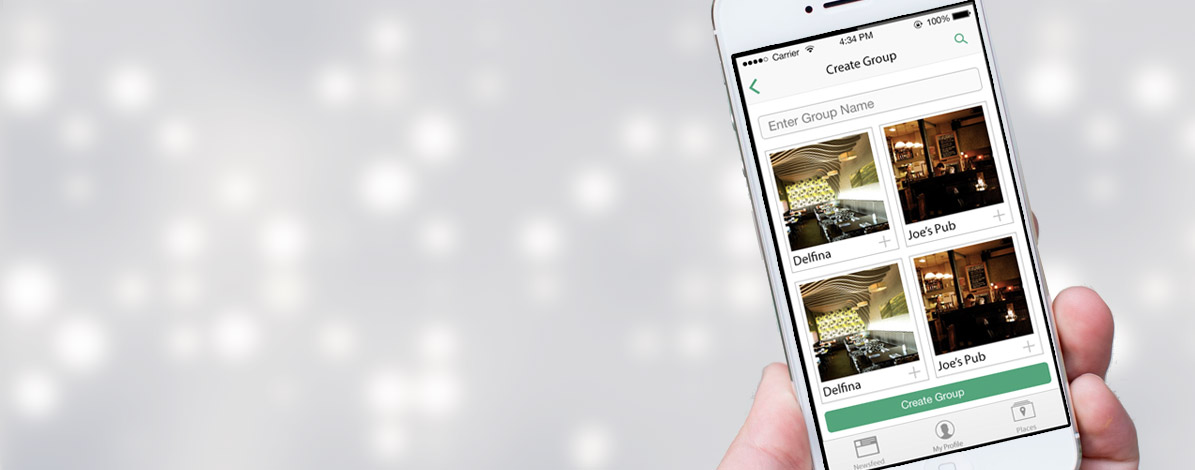 Carrier 4:34 PM 100%
Create Group
Enter Group Name
Delfina
Joe's Pub
Delfina
Joe's Pub
Create Group
Newsfeed
My Profile
Places